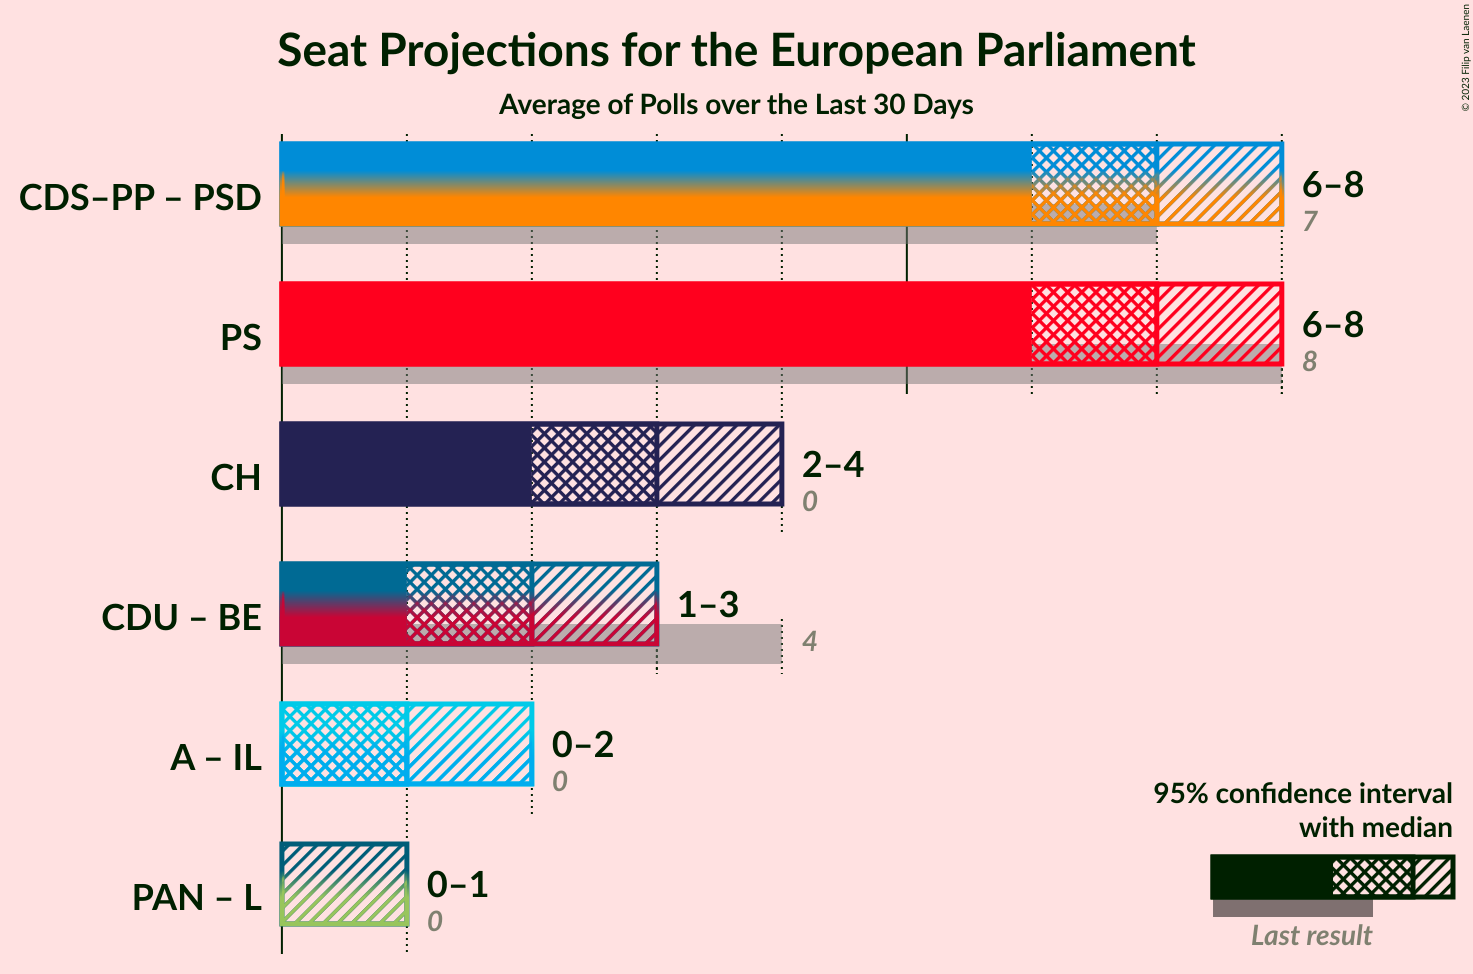 Seat Projections for the European Parliament
Average of Polls over the Last 30 Days
© 2023 Filip van Laenen
CDS–PP – PSD
6–8
7
PS
6–8
8
CH
2–4
0
CDU – BE
1–3
4
A – IL
0–2
0
PAN – L
0–1
0
95% confidence interval
with median
Last result